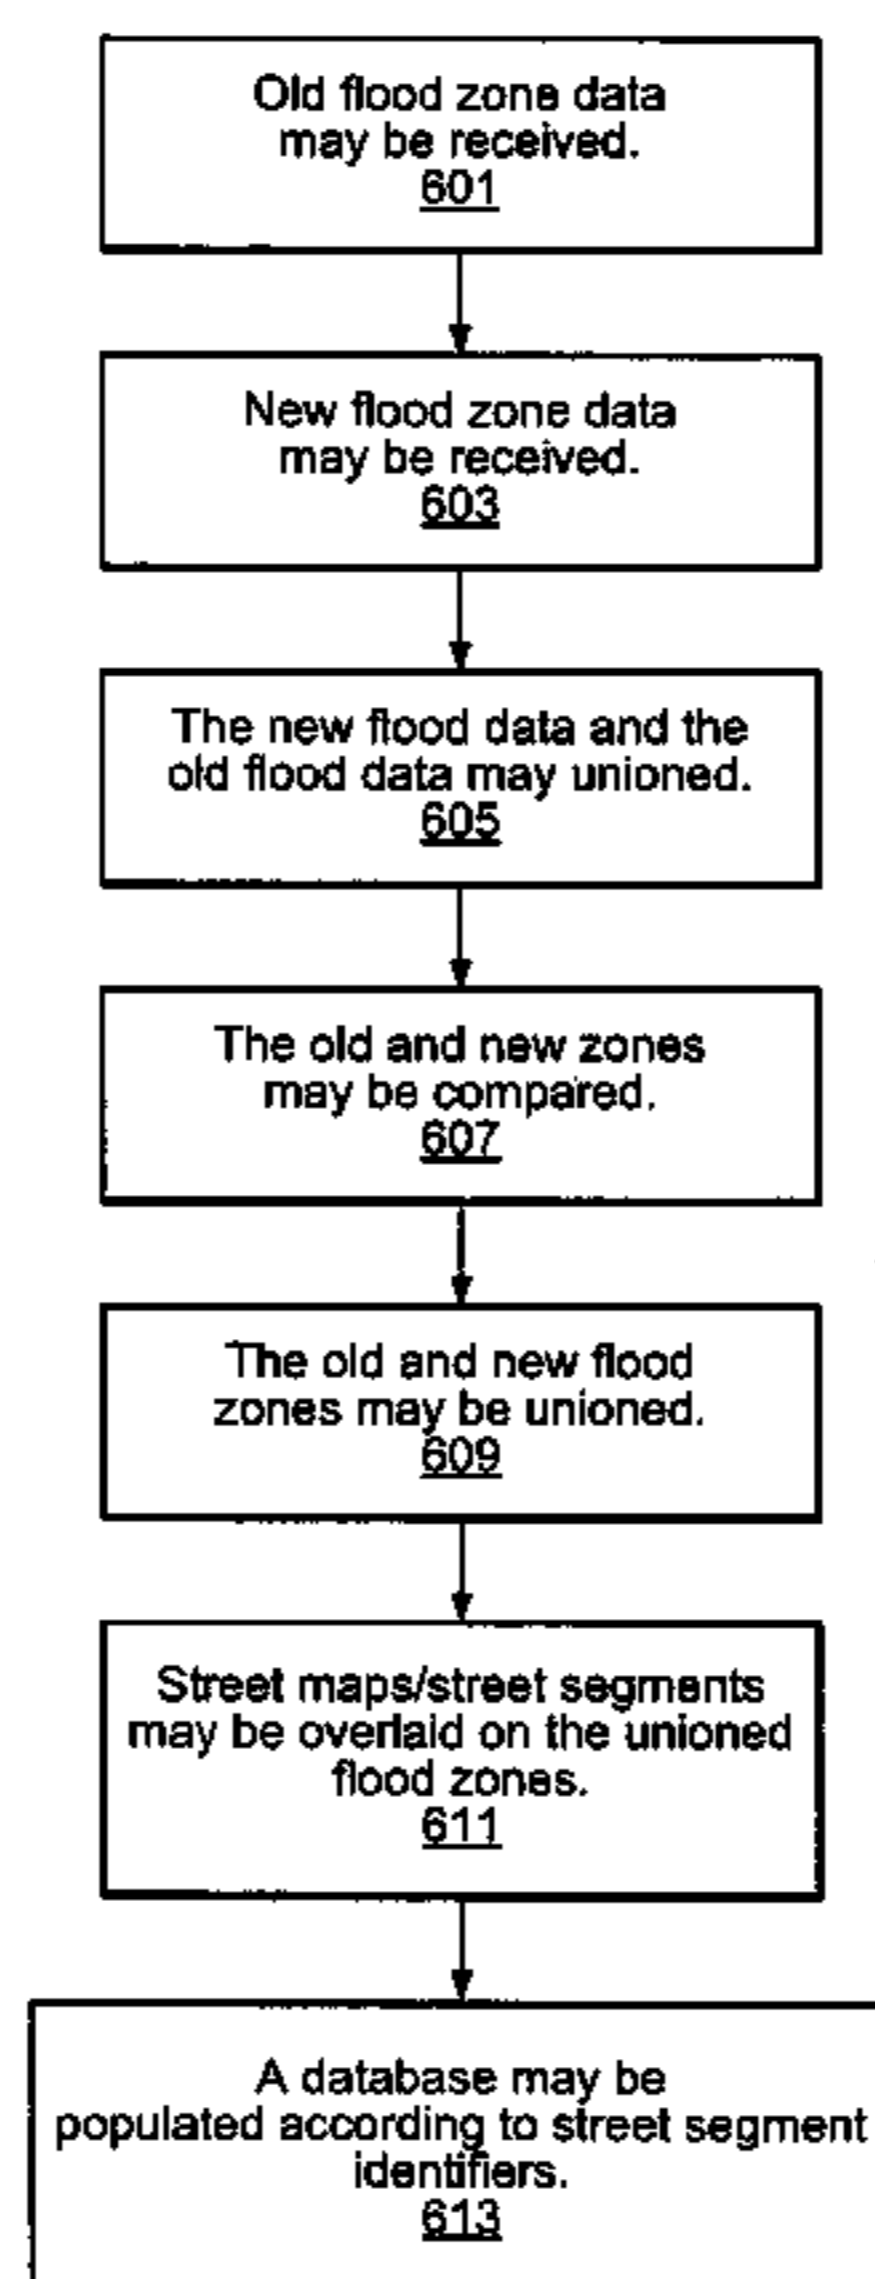 Old flood zone data
may be received.
601
New flood zone data
may be received.
603
The new flood data and the
old flood data may unioned.
605
The old and new zones
may be compared.
607
The old and new flood
zones may be unioned.
609
Street maps/street segments
may be overlaid on the unioned
flood zones.
611
A database may be
populated according to street segment
identifiers.
613